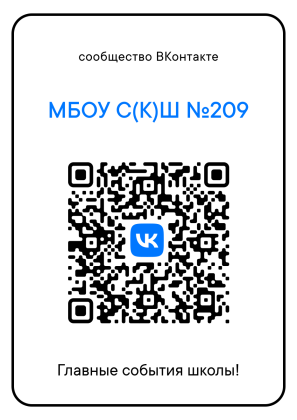 сообщество ВКонтакте
МБОУ С(К)Ш №209
Главные события школы!